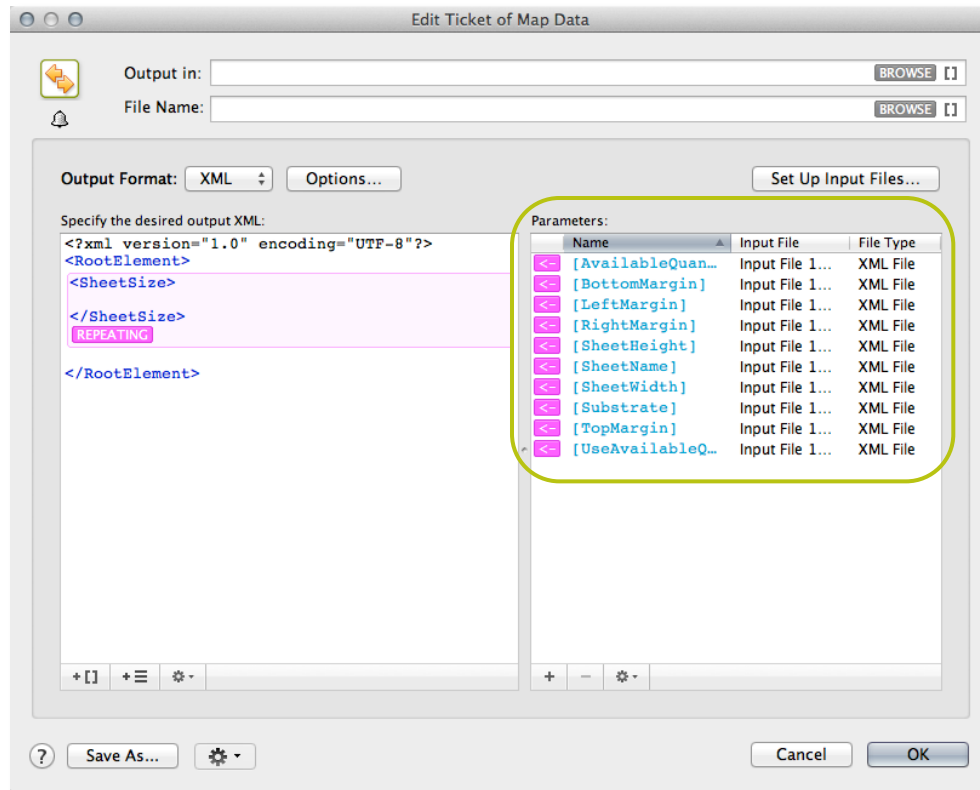 Edit Ticket of Map Data
Output in:
BROWSE []
File Name:
BROWSE []
Output Format: XML Options... Set Up Input Files...
Specify the desired output XML:
<?xml version="1.0" encoding="UTF-8"?>
<RootElement>
<SheetSize>
</SheetSize>
REPEATING
</RootElement>
+[] +
Parameters:
Name Input File File Type
<- [AvailableQuan... Input File 1... XML File
<- [BottomMargin] Input File 1... XML File
<- [LeftMargin] Input File 1... XML File
<- [RightMargin] Input File 1... XML File
<- [SheetHeight] Input File 1... XML File
<- [SheetName] Input File 1... XML File
<- [SheetWidth] Input File 1... XML File
<- [Substrate] Input File 1... XML File
<- [TopMargin] Input File 1... XML File
<- [UseAvailableQ... Input File 1... XML File
+ −
? Save As... Cancel OK